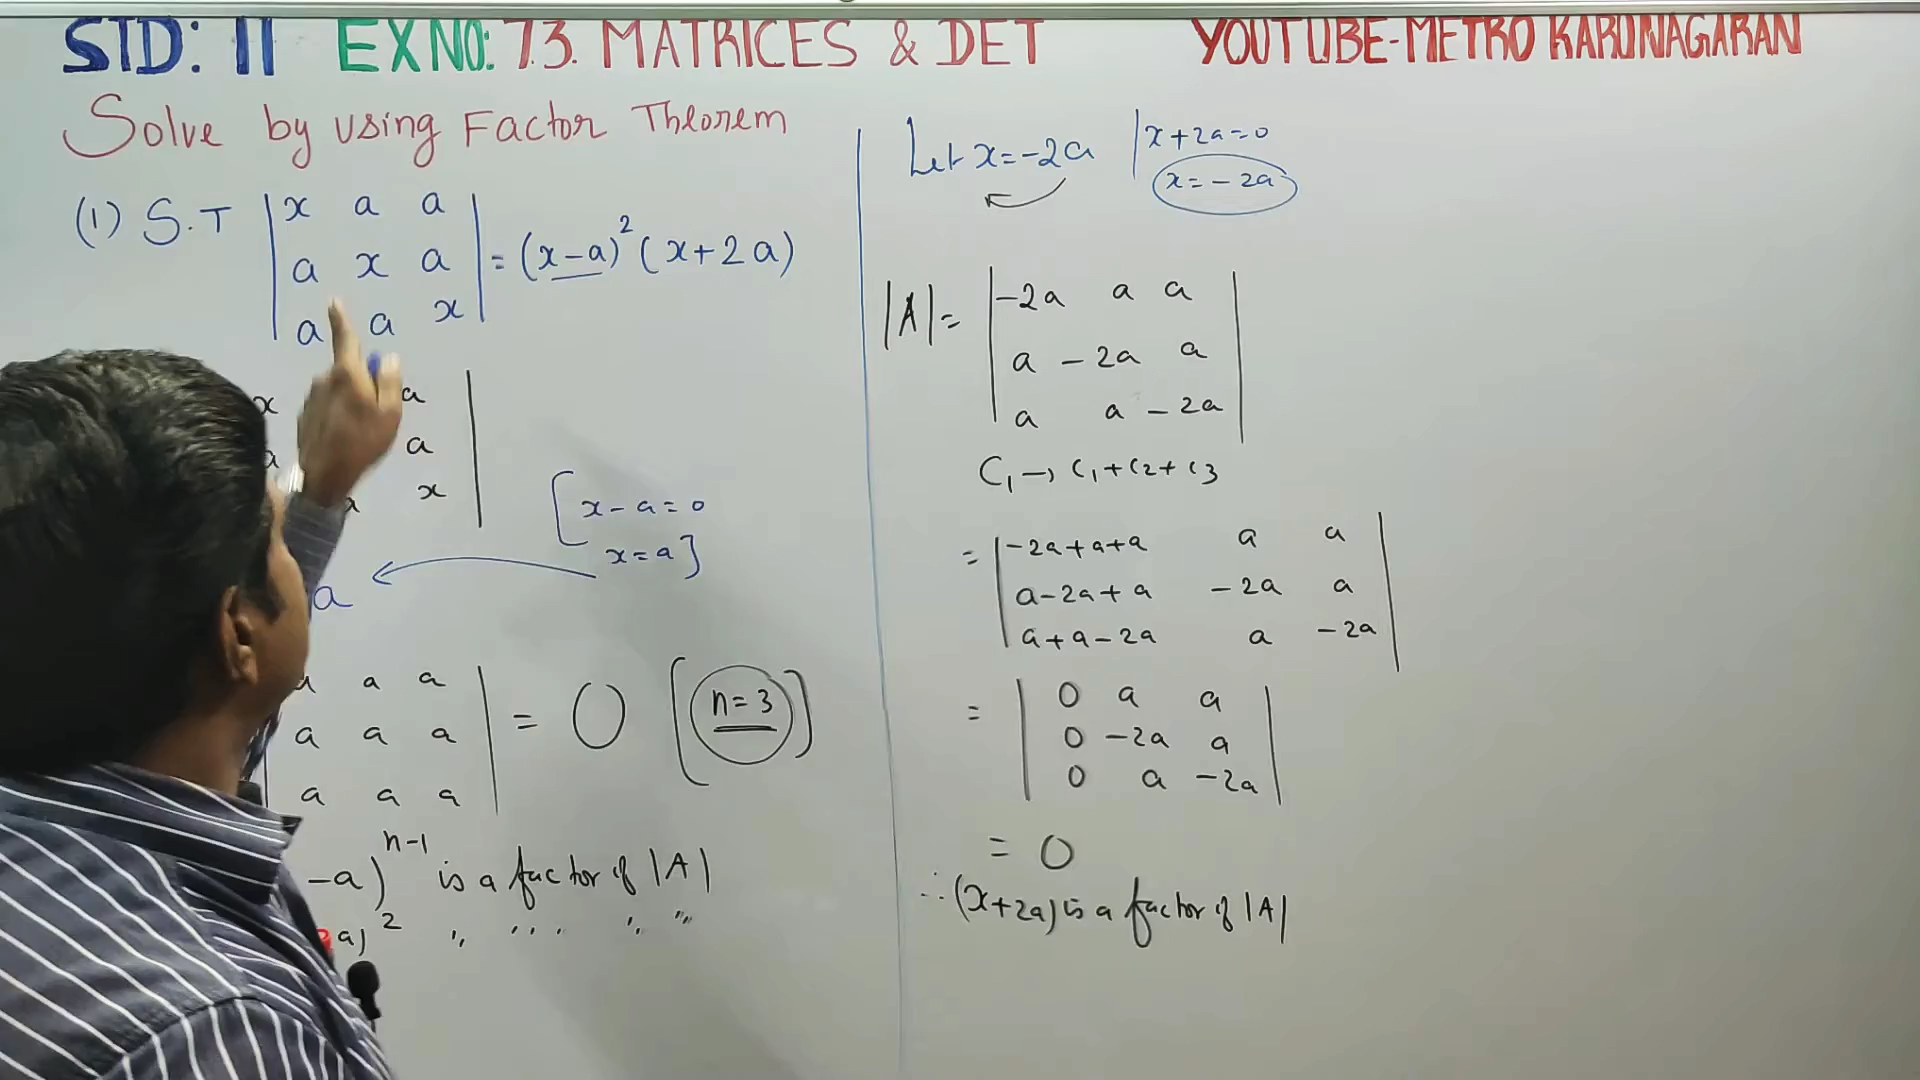 STD: 11 EX NO: 7.3. MATRICES & DET YOUTUBE-METRO KARUNAGARAN
Solve by using Factor Theorem
(1) S.T | x a a |
| a x a | = (x-a)² (x+2a)
| a a x |
x a
a a
x |
[x-a=0
x=a]
a
a a |
a a a | = 0 [n=3]
a a a |
-a)ⁿ⁻¹ is a factor of |A|
a)² " " " " "
Let x=-2a | x+2a=0
x=-2a
|A| = | -2a a a |
| a -2a a |
| a a -2a |
C₁ → C₁+C₂+C₃
= | -2a+a+a a a |
| a-2a+a -2a a |
| a+a-2a a -2a |
= | 0 a a |
| 0 -2a a |
| 0 a -2a |
= 0
∴ (x+2a) is a factor of |A|